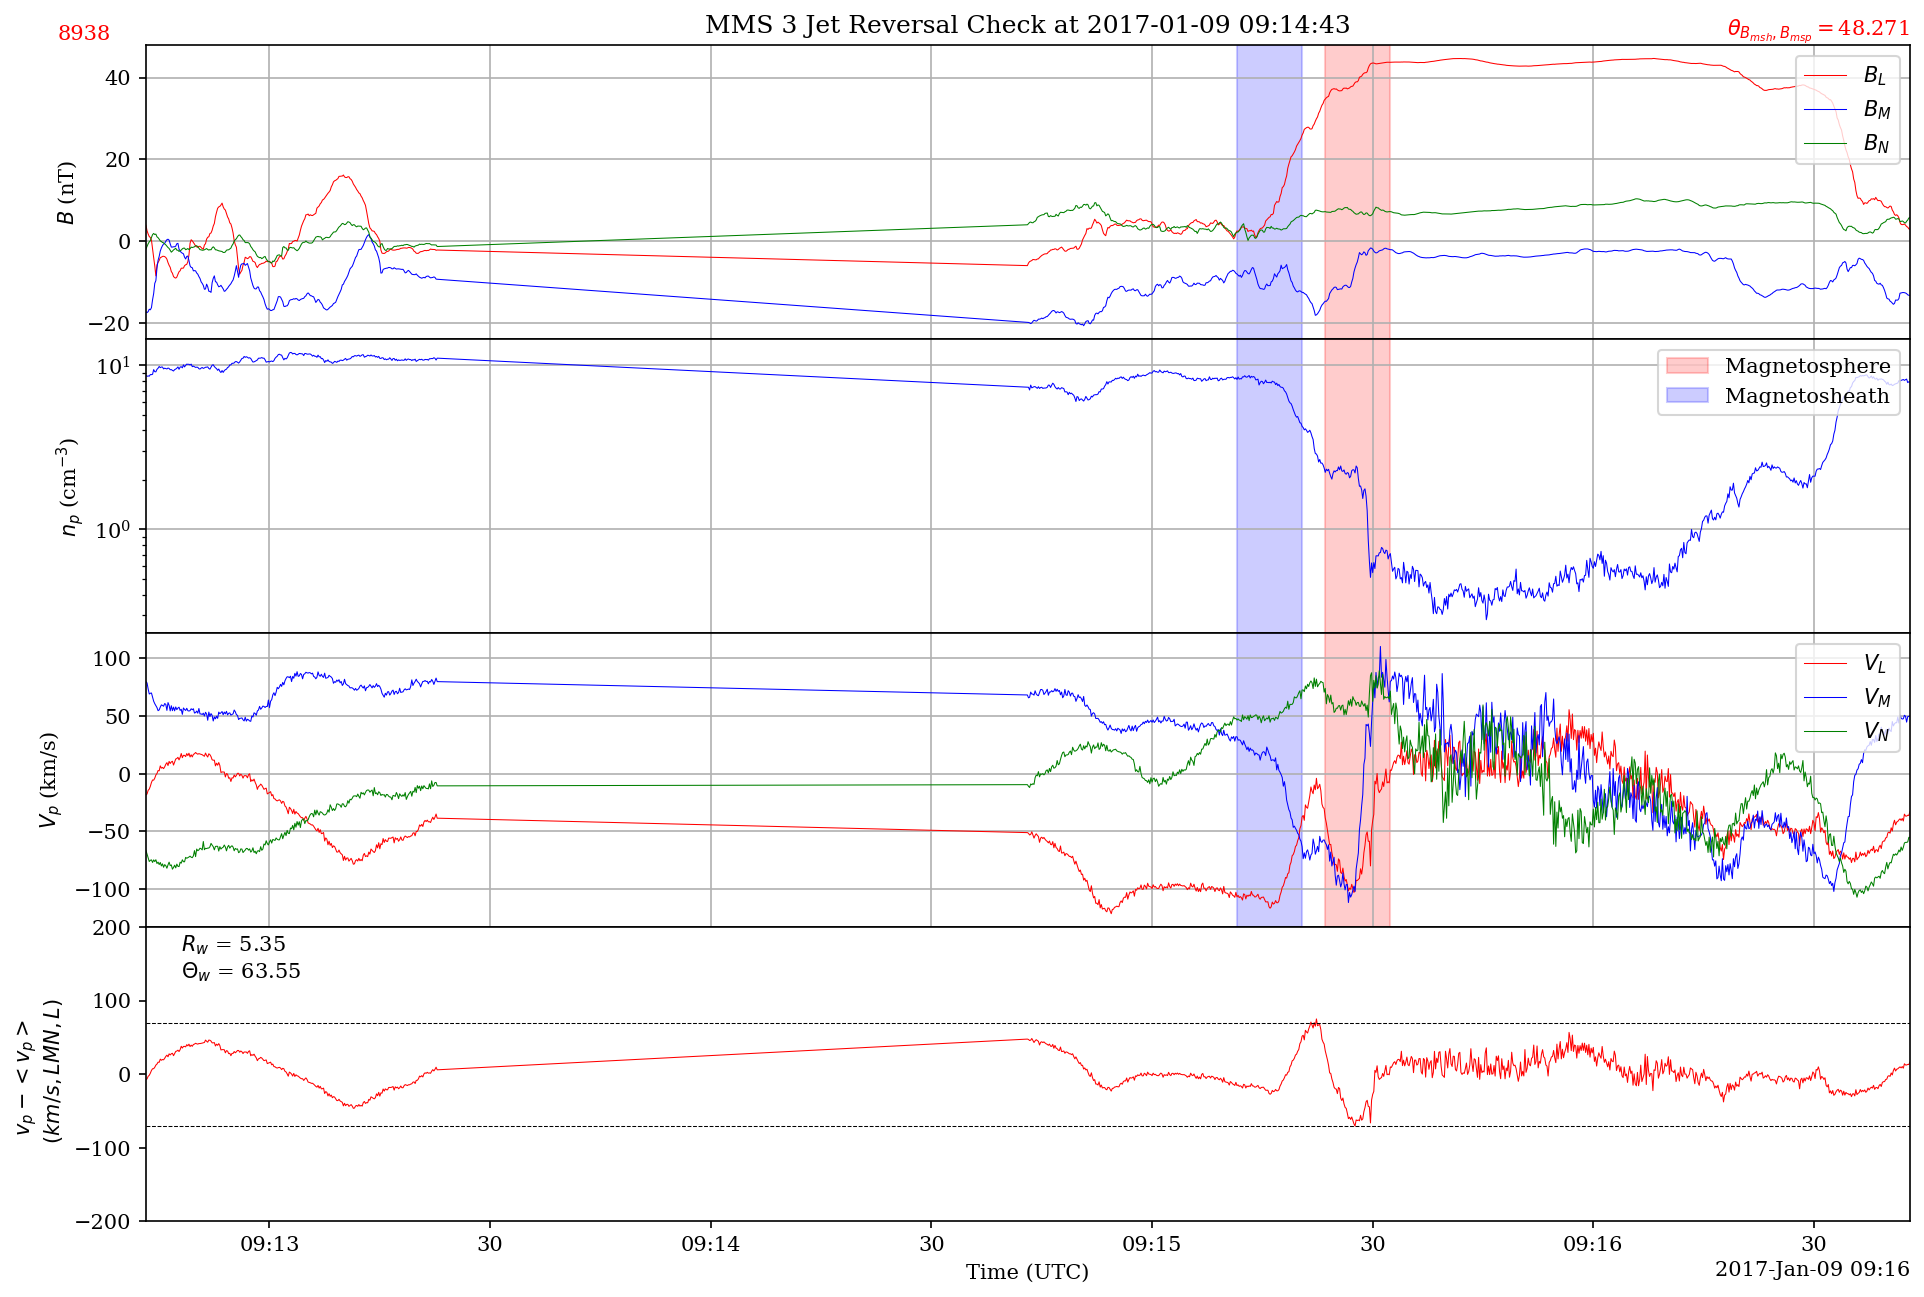 8938
MMS 3 Jet Reversal Check at 2017-01-09 09:14:43
θ_{B_{msh}, B_{msp}} = 48.271
B (nT)
40
20
0
−20
B_L
B_M
B_N
n_p (cm^{−3})
10^1
10^0
Magnetosphere
Magnetosheath
V_p (km/s)
100
50
0
−50
−100
V_L
V_M
V_N
v_p − < v_p >
(km/s, LMN, L)
200
100
0
−100
−200
R_w = 5.35
Θ_w = 63.55
09:13 30 09:14 30 09:15 30 09:16 30
Time (UTC)
2017-Jan-09 09:16